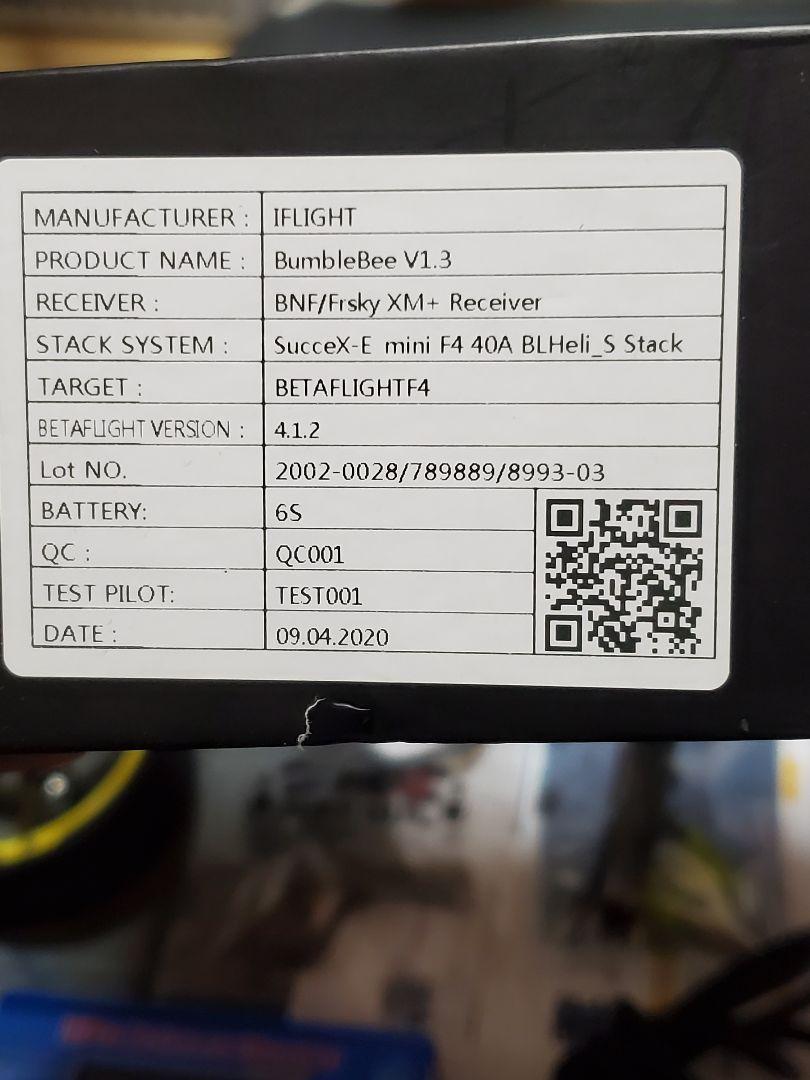 MANUFACTURER : IFLIGHT
PRODUCT NAME : BumbleBee V1.3
RECEIVER : BNF/Frsky XM+ Receiver
STACK SYSTEM : SucceX-E mini F4 40A BLHeli_S Stack
TARGET : BETAFLIGHTF4
BETAFLIGHT VERSION : 4.1.2
Lot NO. 2002-0028/789889/8993-03
BATTERY: 6S
QC : QC001
TEST PILOT: TEST001
DATE : 09.04.2020